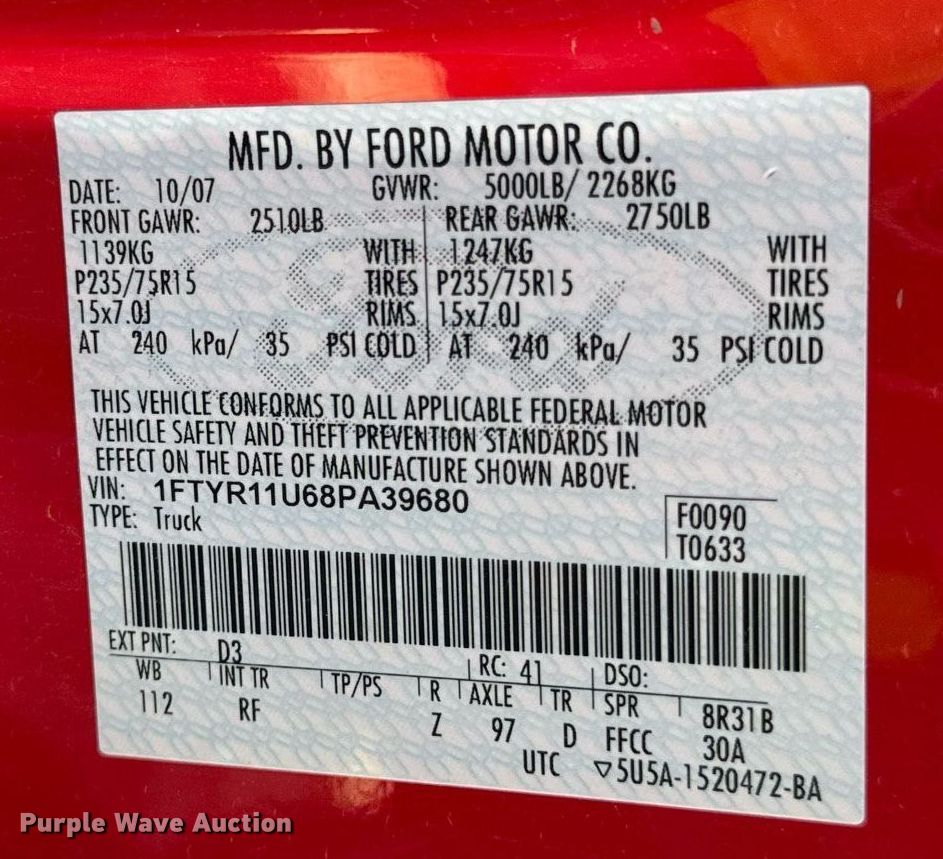 MFD. BY FORD MOTOR CO.
DATE: 10/07 GVWR: 5000LB/ 2268KG
FRONT GAWR: 2510LB REAR GAWR: 2750LB
1139KG WITH 1247KG WITH
P235/75R15 TIRES P235/75R15 TIRES
15x7.0J RIMS 15x7.0J RIMS
AT 240 kPa/ 35 PSI COLD AT 240 kPa/ 35 PSI COLD
THIS VEHICLE CONFORMS TO ALL APPLICABLE FEDERAL MOTOR
VEHICLE SAFETY AND THEFT PREVENTION STANDARDS IN
EFFECT ON THE DATE OF MANUFACTURE SHOWN ABOVE.
VIN: 1FTYR11U68PA39680
TYPE: Truck
F0090
T0633
EXT PNT: D3 RC: 41 DSO:
WB INT TR TP/PS R AXLE TR SPR 8R31B
112 RF Z 97 D FFCC 30A
UTC ▽5U5A-1520472-BA
Purple Wave Auction